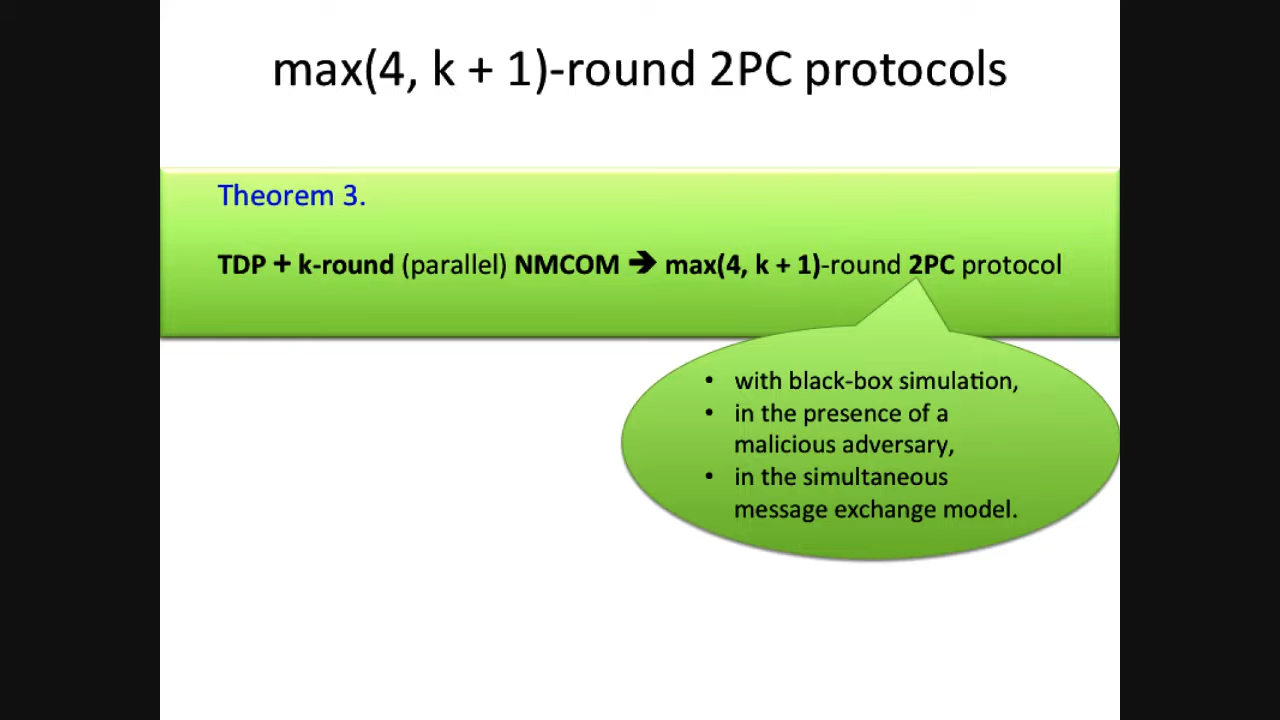 max(4, k + 1)-round 2PC protocols
Theorem 3.
TDP + k-round (parallel) NMCOM ➔ max(4, k + 1)-round 2PC protocol
• with black-box simulation,
• in the presence of a
malicious adversary,
• in the simultaneous
message exchange model.